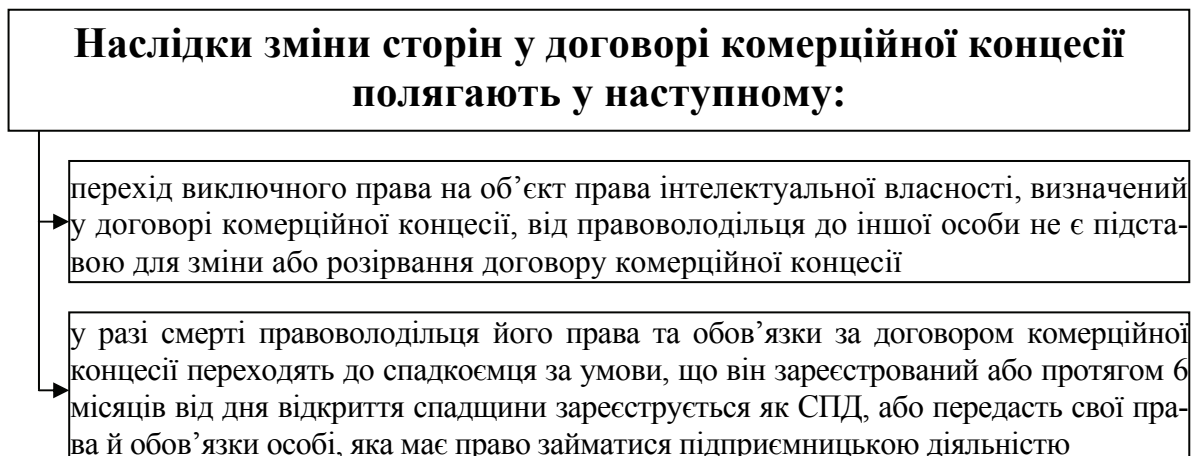 Наслідки зміни сторін у договорі комерційної концесії
полягають у наступному:
перехід виключного права на об’єкт права інтелектуальної власності, визначений
у договорі комерційної концесії, від правоволодільця до іншої особи не є підста-
вою для зміни або розірвання договору комерційної концесії
у разі смерті правоволодільця його права та обов’язки за договором комерційної
концесії переходять до спадкоємця за умови, що він зареєстрований або протягом 6
місяців від дня відкриття спадщини зареєструється як СПД, або передасть свої пра-
ва й обов’язки особі, яка має право займатися підприємницькою діяльністю